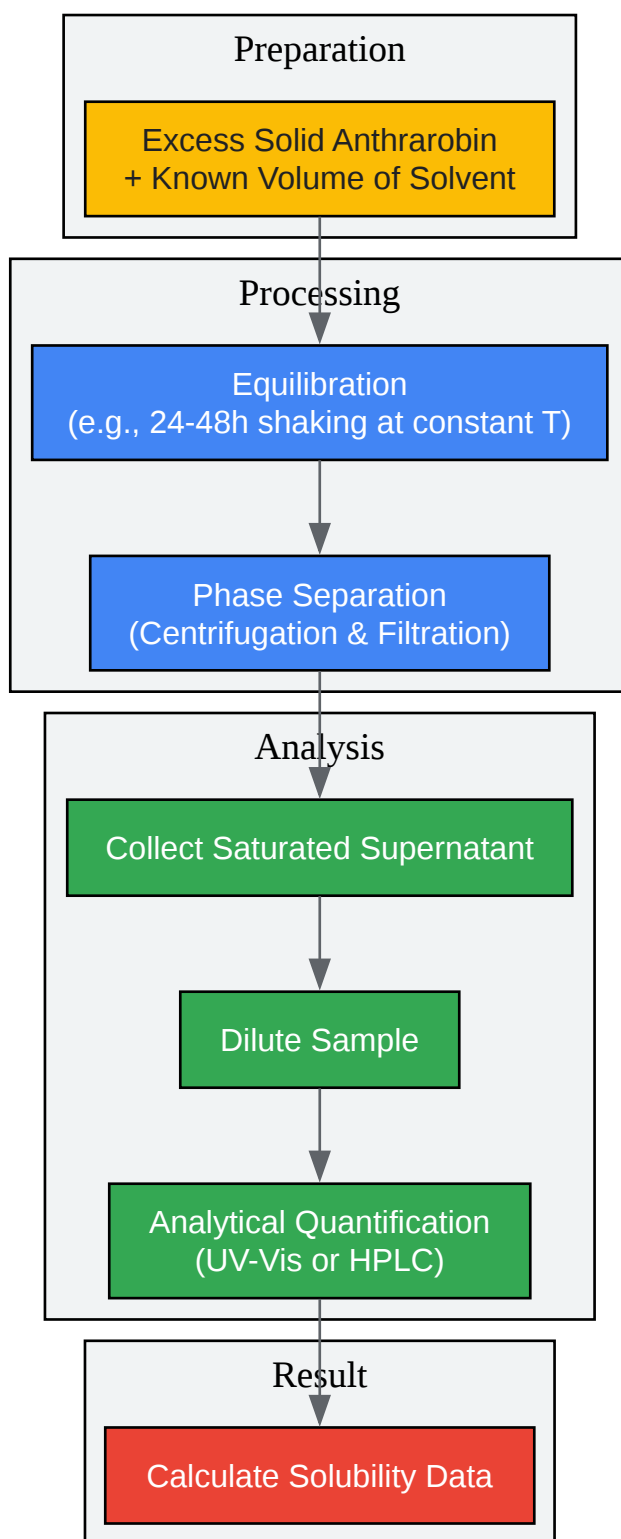 Preparation
Excess Solid Anthrarobin
+ Known Volume of Solvent
Processing
Equilibration
(e.g., 24-48h shaking at constant T)
Phase Separation
(Centrifugation & Filtration)
Analysis
Collect Saturated Supernatant
Dilute Sample
Analytical Quantification
(UV-Vis or HPLC)
Result
Calculate Solubility Data